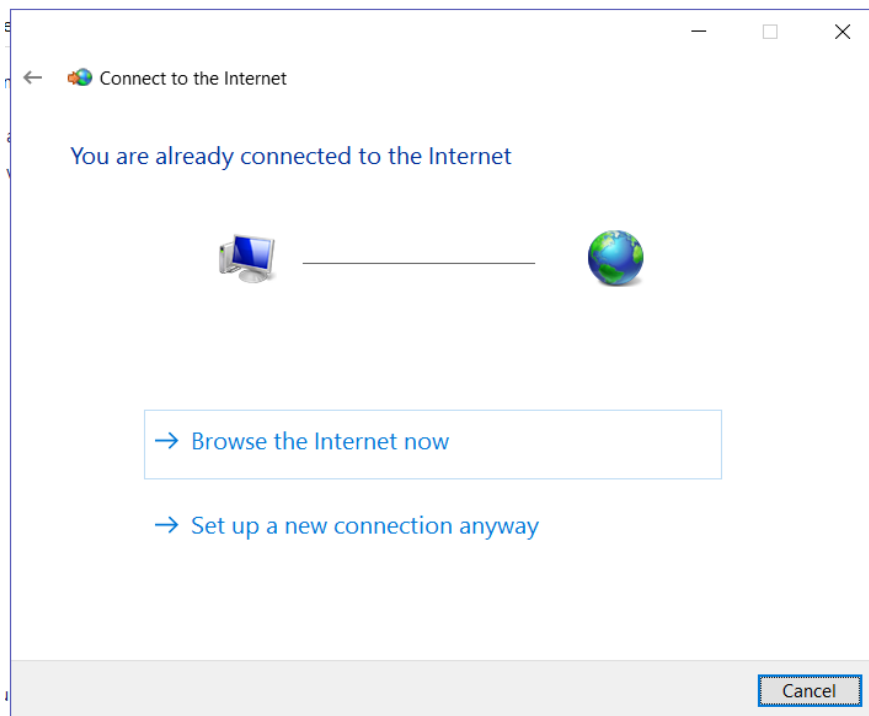 Connect to the Internet
You are already connected to the Internet
Browse the Internet now
Set up a new connection anyway
Cancel